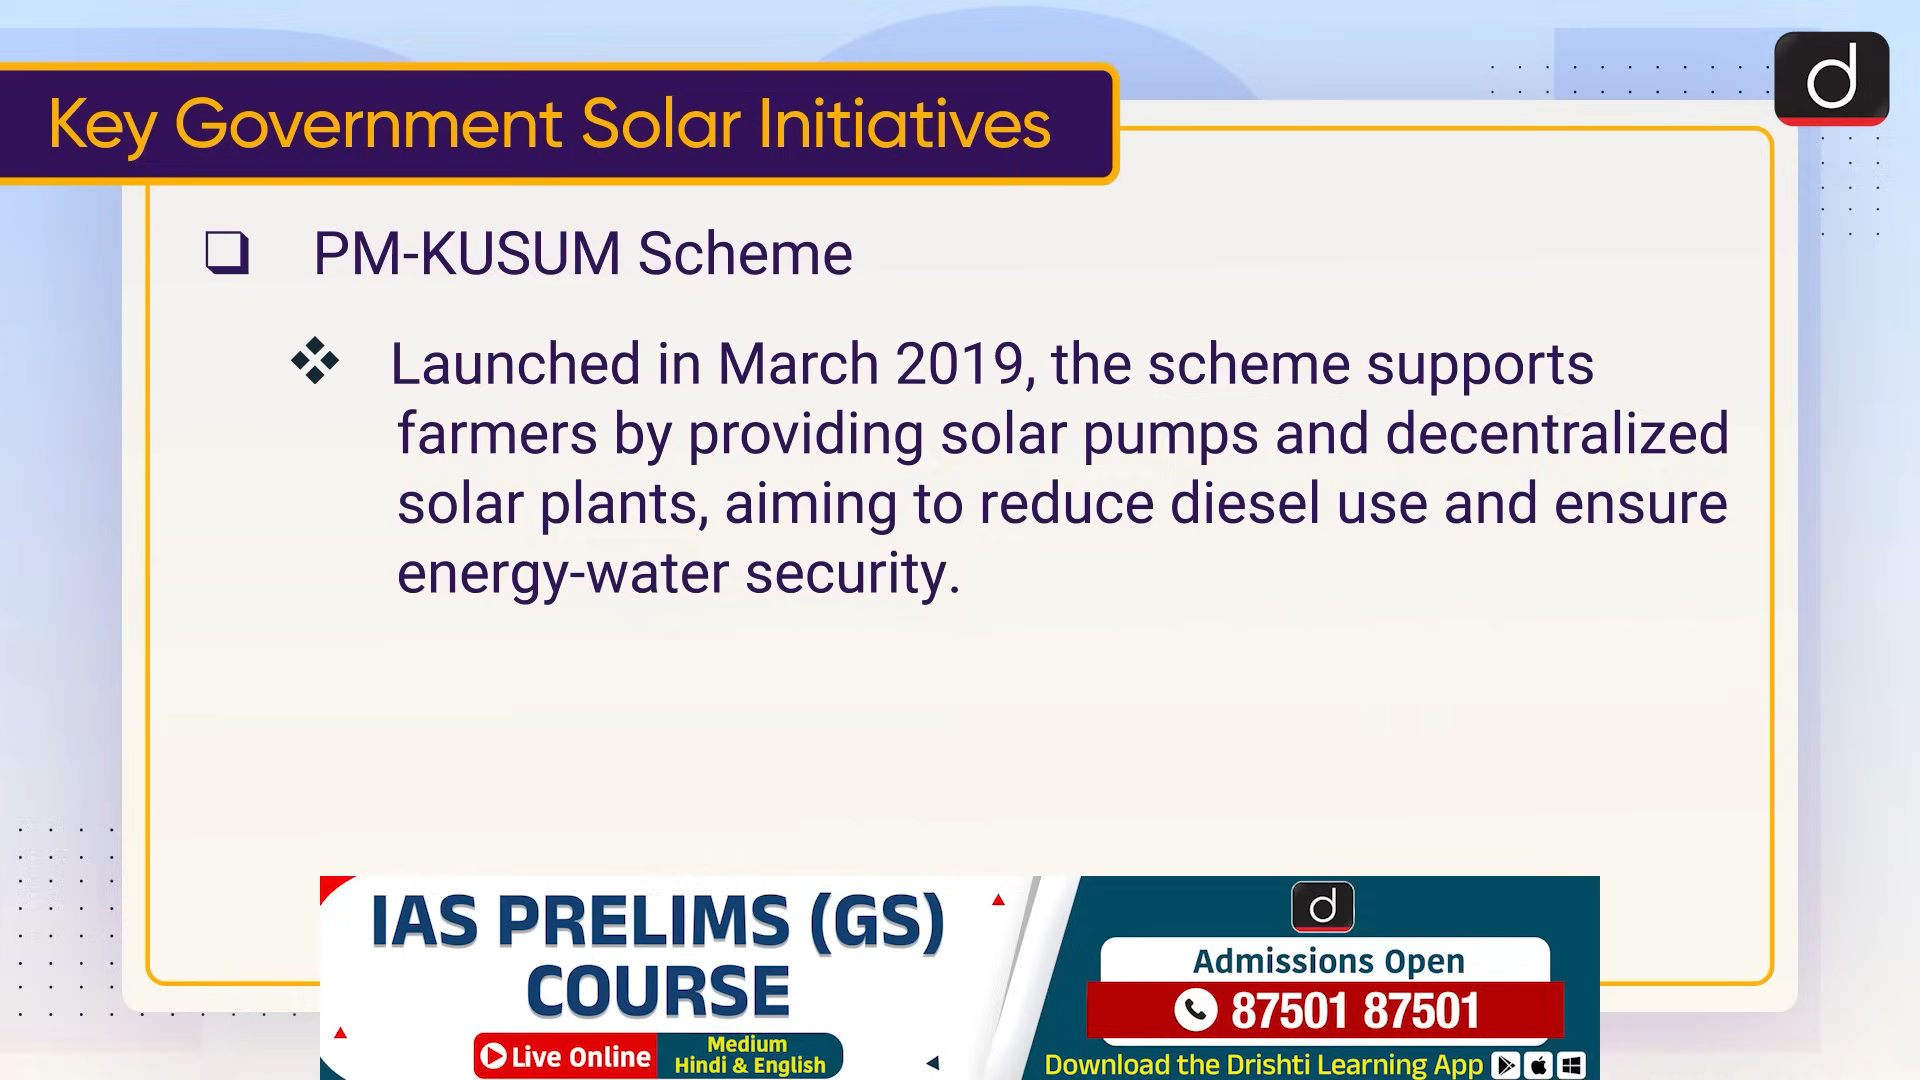 Key Government Solar Initiatives
PM-KUSUM Scheme
Launched in March 2019, the scheme supports
farmers by providing solar pumps and decentralized
solar plants, aiming to reduce diesel use and ensure
energy-water security.
IAS PRELIMS (GS)
COURSE
Live Online
Medium
Hindi & English
d
Admissions Open
87501 87501
Download the Drishti Learning App
d